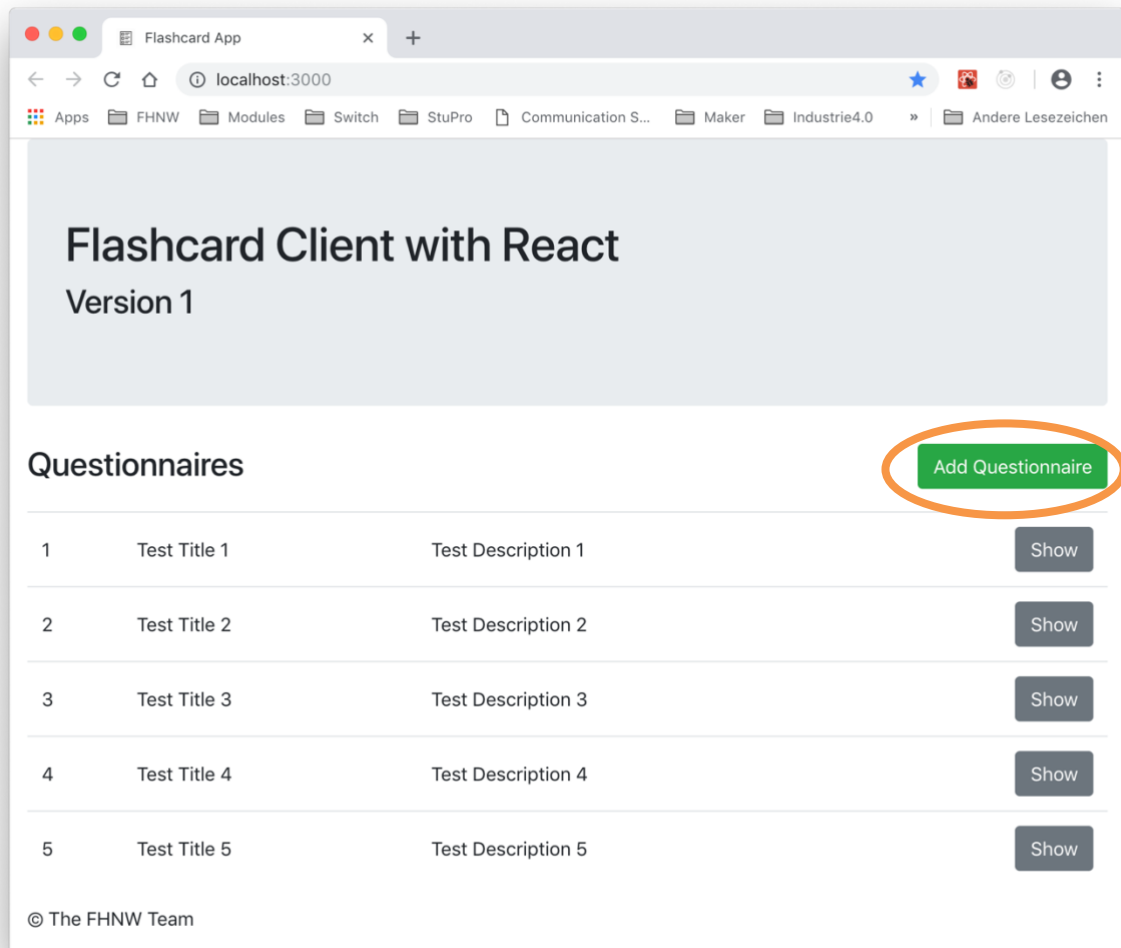 Flashcard App
localhost:3000
Apps FHNW Modules Switch StuPro Communication S... Maker Industrie4.0 » Andere Lesezeichen
Flashcard Client with React
Version 1
Questionnaires Add Questionnaire
1 Test Title 1 Test Description 1 Show
2 Test Title 2 Test Description 2 Show
3 Test Title 3 Test Description 3 Show
4 Test Title 4 Test Description 4 Show
5 Test Title 5 Test Description 5 Show
© The FHNW Team